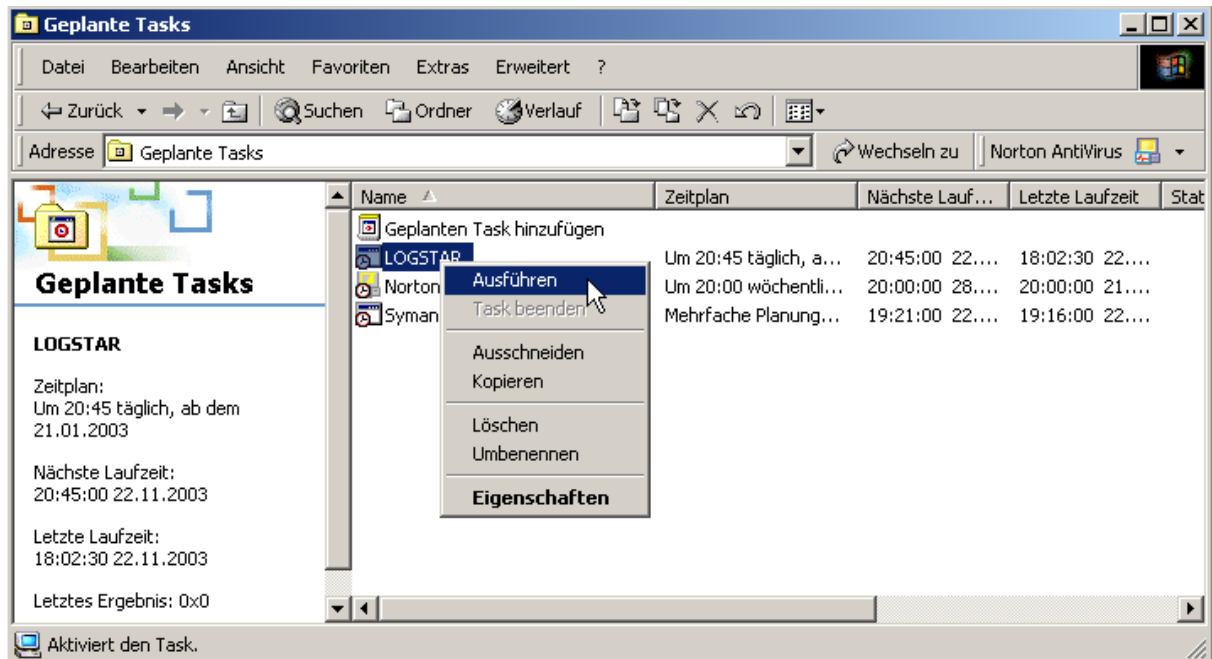 Geplante Tasks
Datei Bearbeiten Ansicht Favoriten Extras Erweitert ?
Zurück Suchen Ordner Verlauf
Adresse Geplante Tasks Wechseln zu Norton AntiVirus
Geplante Tasks
LOGSTAR
Zeitplan:
Um 20:45 täglich, ab dem
21.01.2003
Nächste Laufzeit:
20:45:00 22.11.2003
Letzte Laufzeit:
18:02:30 22.11.2003
Letztes Ergebnis: 0x0
Name Zeitplan Nächste Lauf... Letzte Laufzeit Stat
Geplanten Task hinzufügen
LOGSTAR Um 20:45 täglich, a... 20:45:00 22.... 18:02:30 22....
Norton Um 20:00 wöchentli... 20:00:00 28.... 20:00:00 21....
Syman Mehrfache Planung... 19:21:00 22.... 19:16:00 22....
Ausführen
Task beenden
Ausschneiden
Kopieren
Löschen
Umbenennen
Eigenschaften
Aktiviert den Task.